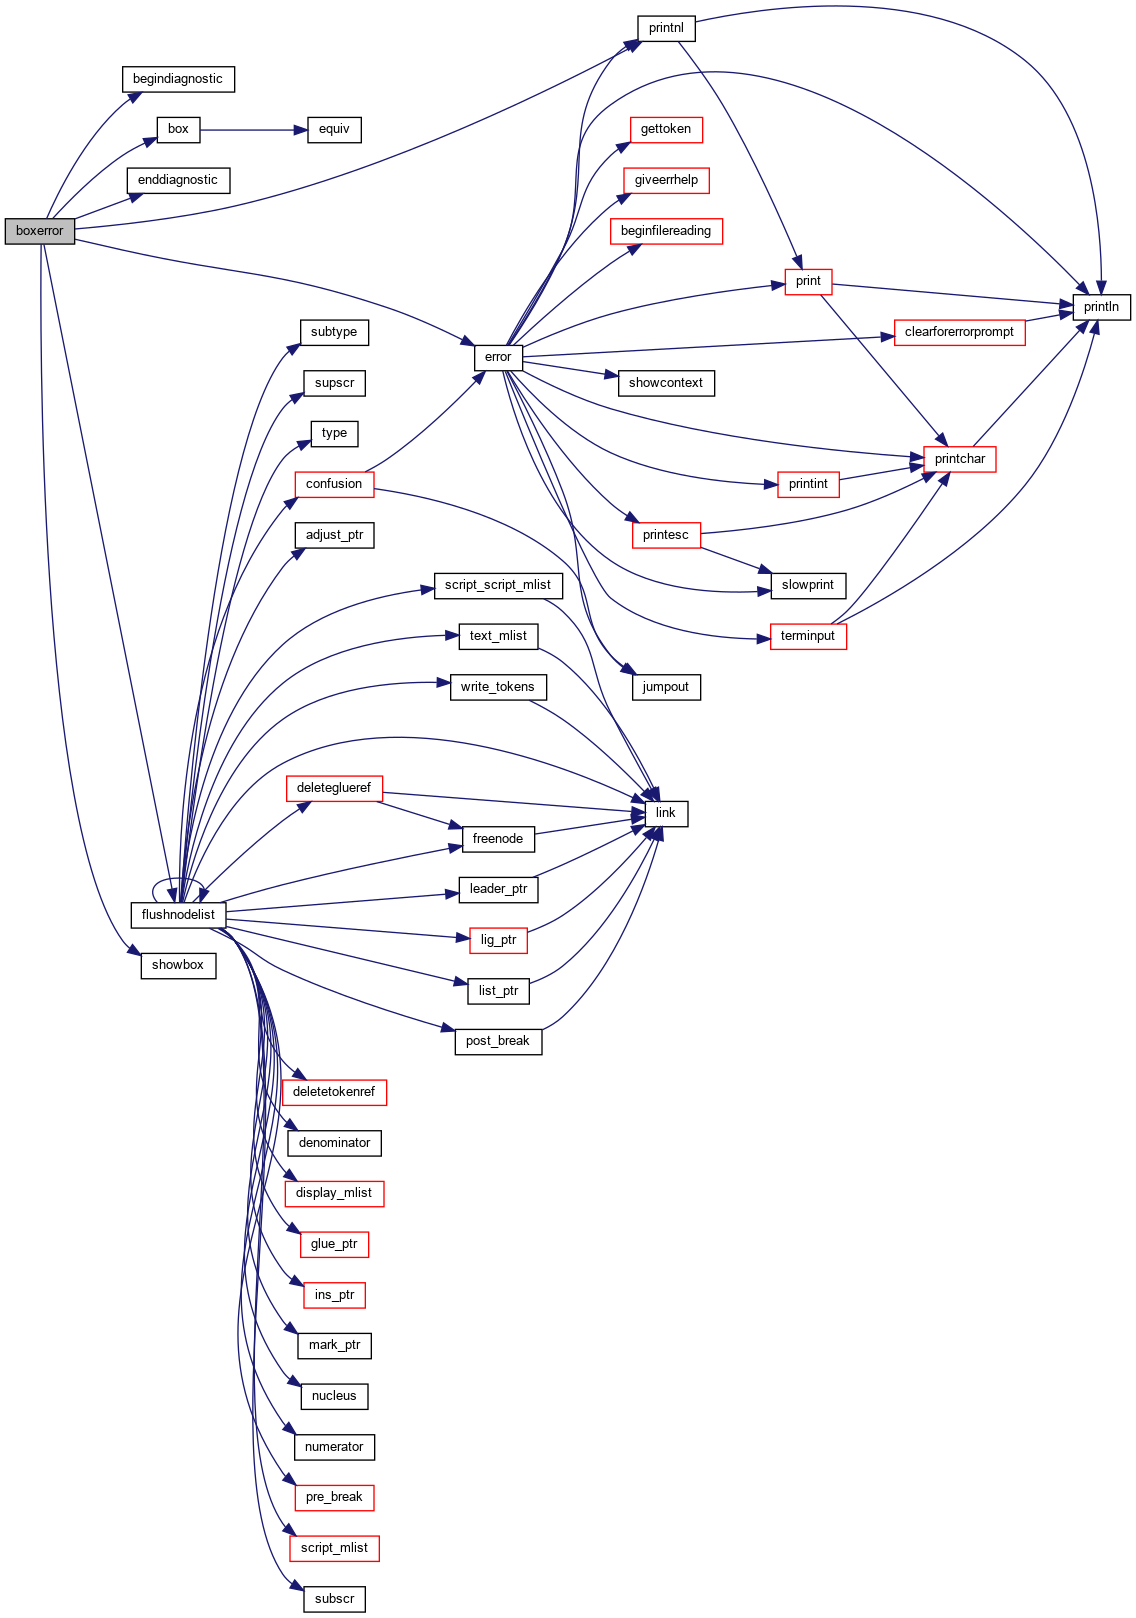 printnl
begindiagnostic
box
equiv
gettoken
enddiagnostic
giveerrhelp
boxerror
beginfilereading
print
println
subtype
clearforerrorprompt
error
supscr
showcontext
type
printchar
confusion
printint
adjust_ptr
printesc
script_script_mlist
slowprint
text_mlist
terminput
write_tokens
jumpout
deleteglueref
link
freenode
leader_ptr
flushnodelist
lig_ptr
showbox
list_ptr
post_break
deletetokenref
denominator
display_mlist
glue_ptr
ins_ptr
mark_ptr
nucleus
numerator
pre_break
script_mlist
subscr